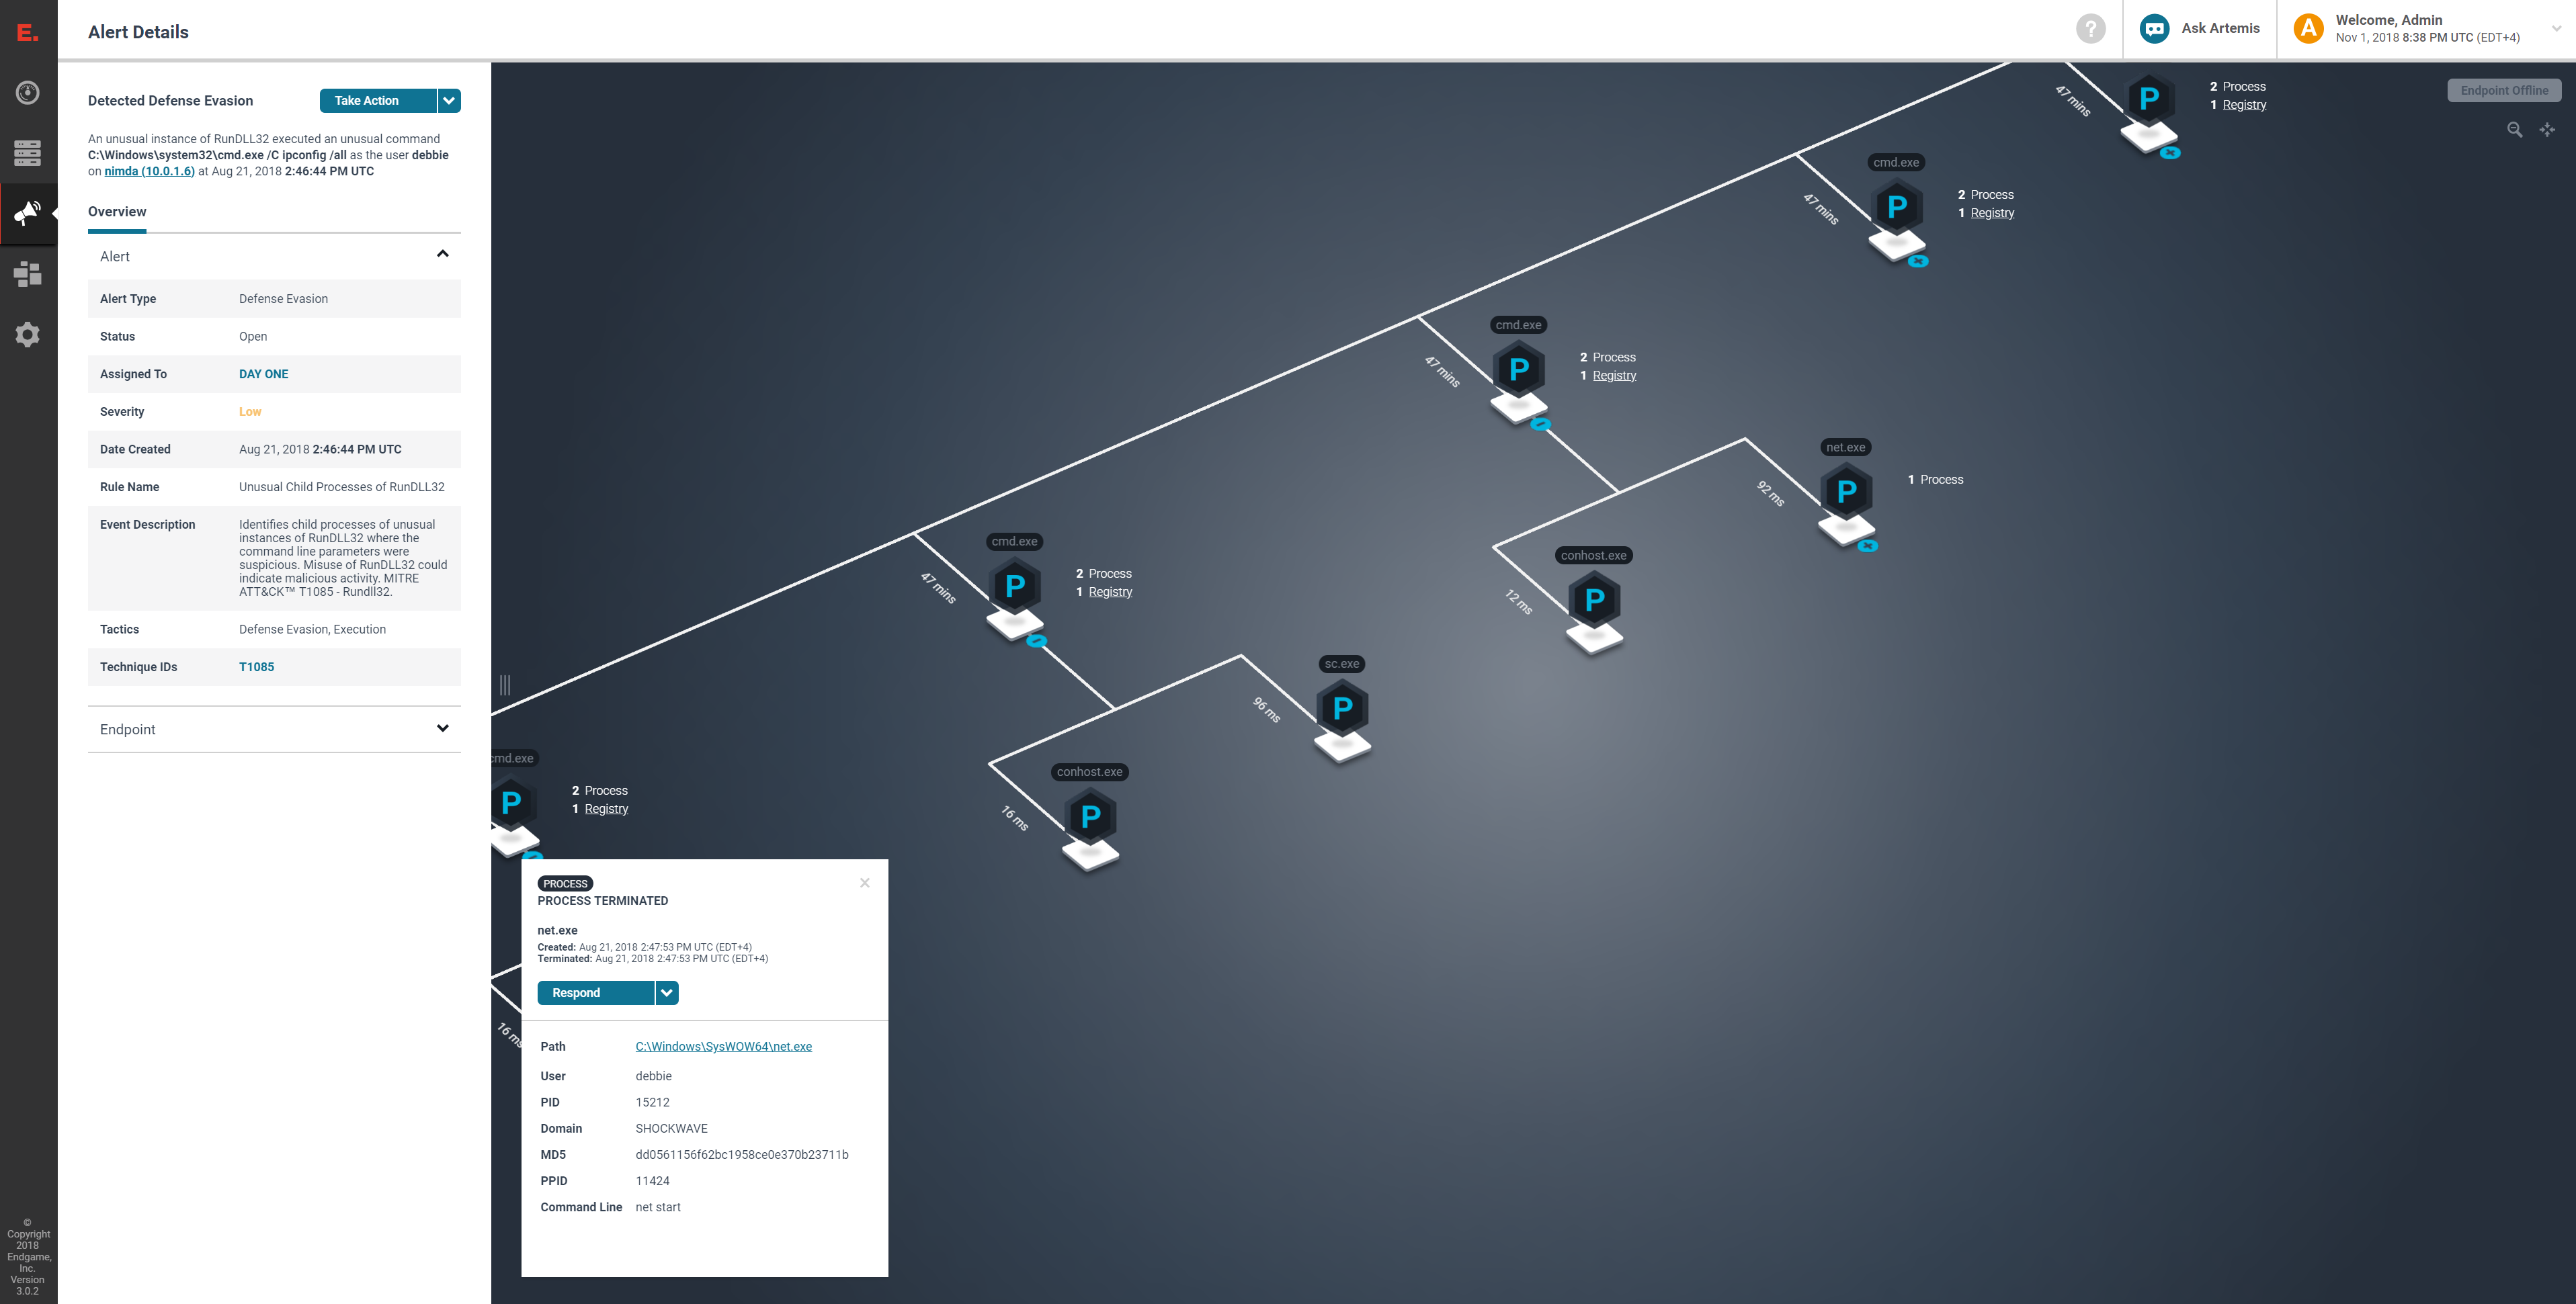 E.
Alert Details
?
Ask Artemis
A
Welcome, Admin
Nov 1, 2018 8:38 PM UTC (EDT+4)
Detected Defense Evasion
Take Action
An unusual instance of RunDLL32 executed an unusual command
C:\Windows\system32\cmd.exe /C ipconfig /all as the user debbie
on nimda (10.0.1.6) at Aug 21, 2018 2:46:44 PM UTC
Overview
Alert
Alert Type Defense Evasion
Status Open
Assigned To DAY ONE
Severity Low
Date Created Aug 21, 2018 2:46:44 PM UTC
Rule Name Unusual Child Processes of RunDLL32
Event Description Identifies child processes of unusual
instances of RunDLL32 where the
command line parameters were
suspicious. Misuse of RunDLL32 could
indicate malicious activity. MITRE
ATT&CK™ T1085 - Rundll32.
Tactics Defense Evasion, Execution
Technique IDs T1085
Endpoint
©
Copyright
2018
Endgame,
Inc.
Version
3.0.2
Endpoint Offline
47 mins
P
2 Process
1 Registry
cmd.exe
47 mins
P
2 Process
1 Registry
cmd.exe
47 mins
P
2 Process
1 Registry
net.exe
92 ms
P
1 Process
cmd.exe
47 mins
P
2 Process
1 Registry
conhost.exe
12 ms
P
sc.exe
96 ms
P
cmd.exe
P
2 Process
1 Registry
conhost.exe
16 ms
P
16 ms
PROCESS
PROCESS TERMINATED
net.exe
Created: Aug 21, 2018 2:47:53 PM UTC (EDT+4)
Terminated: Aug 21, 2018 2:47:53 PM UTC (EDT+4)
Respond
Path C:\Windows\SysWOW64\net.exe
User debbie
PID 15212
Domain SHOCKWAVE
MD5 dd0561156f62bc1958ce0e370b23711b
PPID 11424
Command Line net start